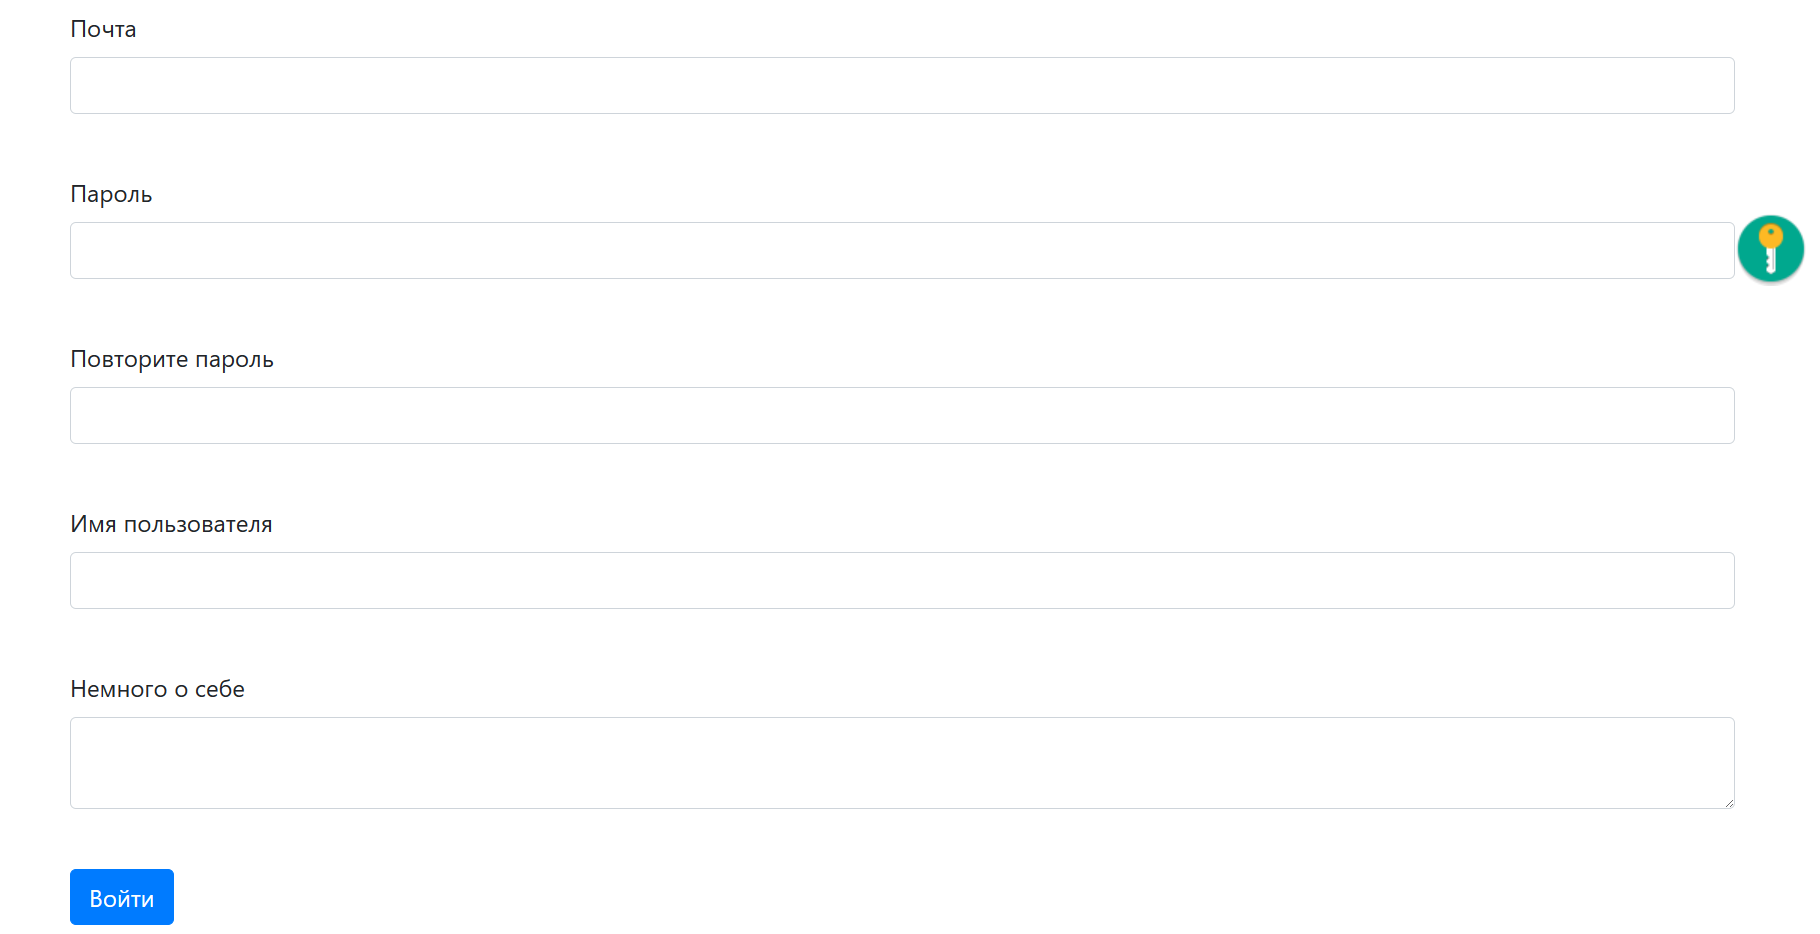 Почта
Пароль
Повторите пароль
Имя пользователя
Немного о себе
Войти